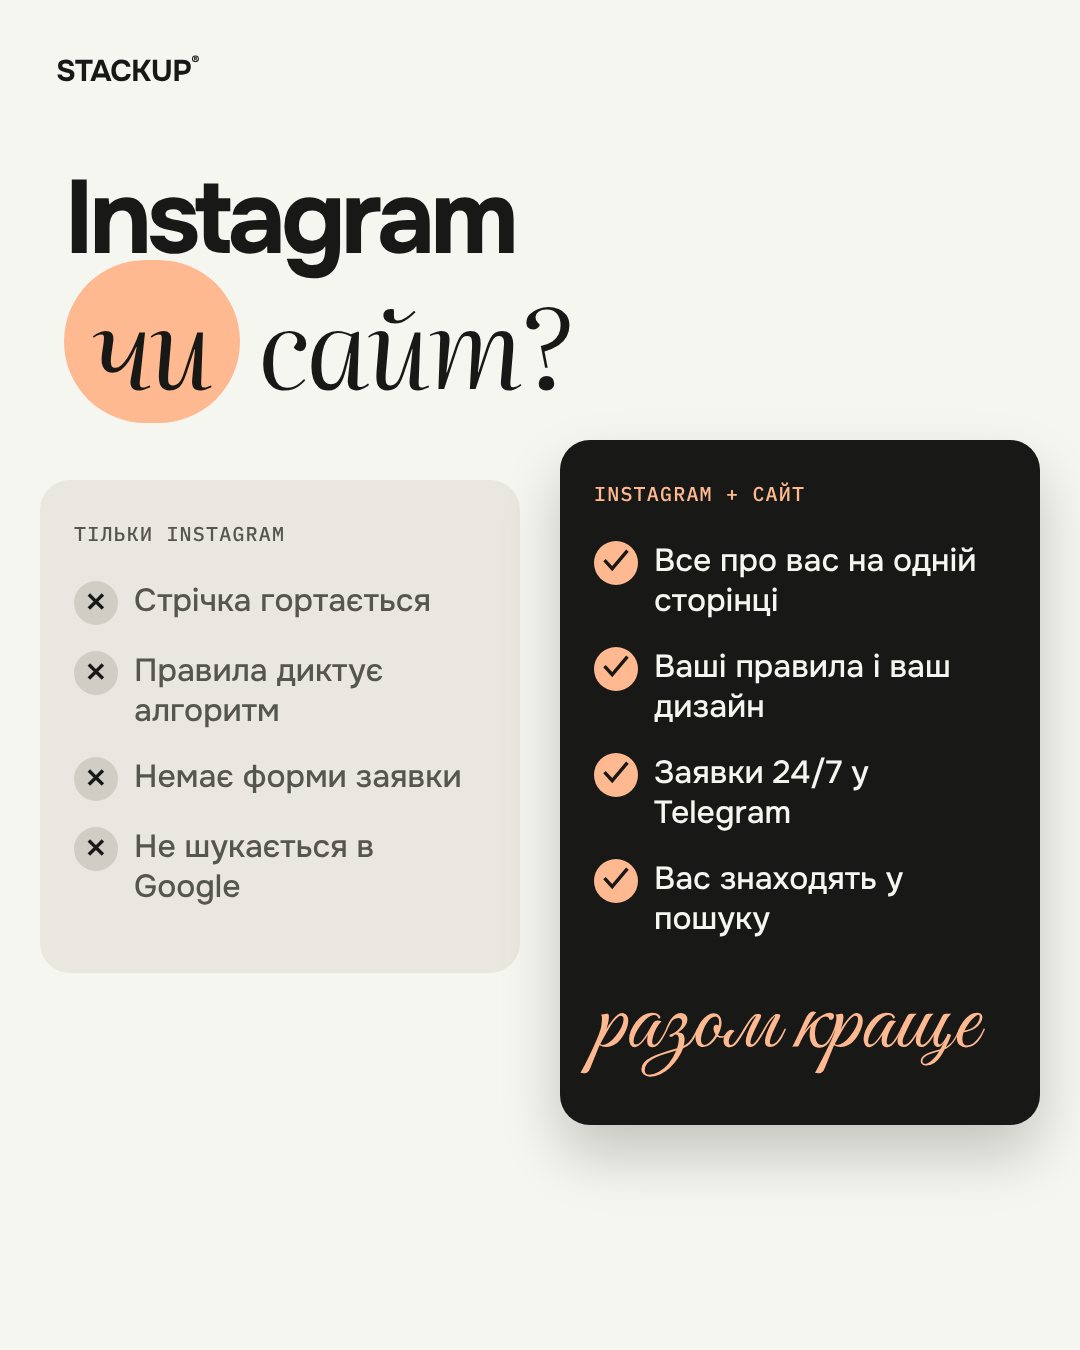 STACKUP®
Instagram
чи сайт?
ТІЛЬКИ INSTAGRAM
✕ Стрічка гортається
✕ Правила диктує
алгоритм
✕ Немає форми заявки
✕ Не шукається в
Google
INSTAGRAM + САЙТ
✓ Все про вас на одній
сторінці
✓ Ваші правила і ваш
дизайн
✓ Заявки 24/7 у
Telegram
✓ Вас знаходять у
пошуку
разом краще